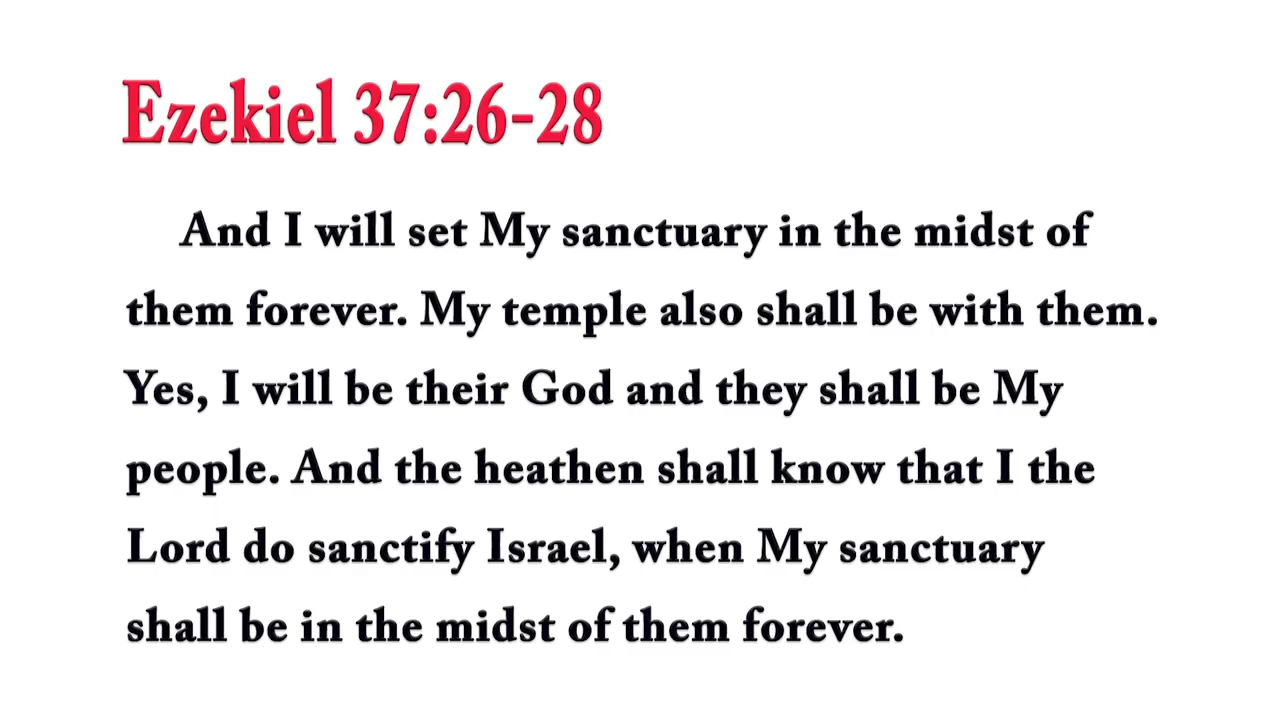 Ezekiel 37:26-28
And I will set My sanctuary in the midst of
them forever. My temple also shall be with them.
Yes, I will be their God and they shall be My
people. And the heathen shall know that I the
Lord do sanctify Israel, when My sanctuary
shall be in the midst of them forever.